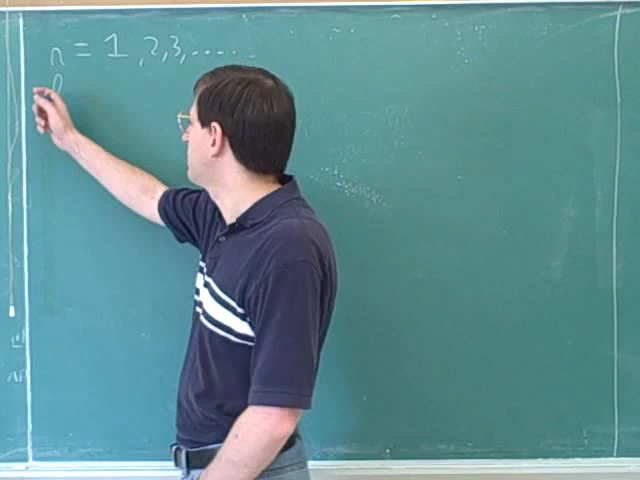 n = 1, 2, 3, .....
l